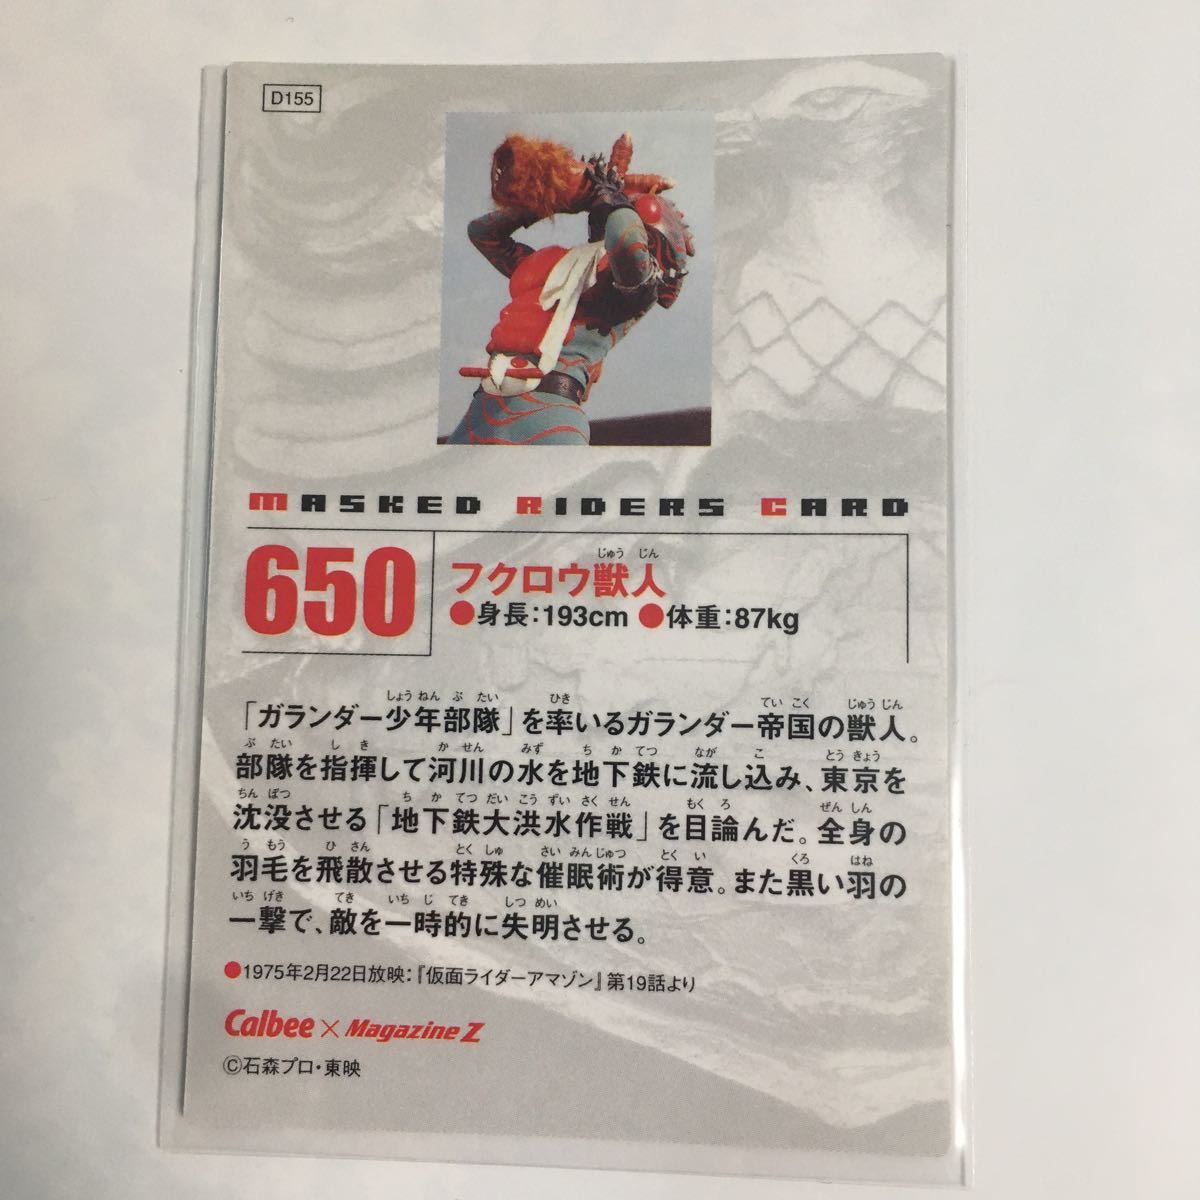 D155
MASKED RIDERS CARD
650
じゅう じん
フクロウ獣人
●身長：193cm ●体重：87kg
しょう ねん ぶ たい ひき てい こく じゅう じん
「ガランダー少年部隊」を率いるガランダー帝国の獣人。
ぶ たい し き か せん みず ち か てつ なが こ とう きょう
部隊を指揮して河川の水を地下鉄に流し込み、東京を
ちん ぼつ ち か てつ だい こう ずい さく せん もく ろ ぜん しん
沈没させる「地下鉄大洪水作戦」を目論んだ。全身の
う もう ひ さん とく しゅ さい みん じゅつ とく い くろ はね
羽毛を飛散させる特殊な催眠術が得意。また黒い羽の
いち げき てき いち じ てき しつ めい
一撃で、敵を一時的に失明させる。
●1975年2月22日放映：『仮面ライダーアマゾン』第19話より
Calbee × Magazine Z
©石森プロ・東映